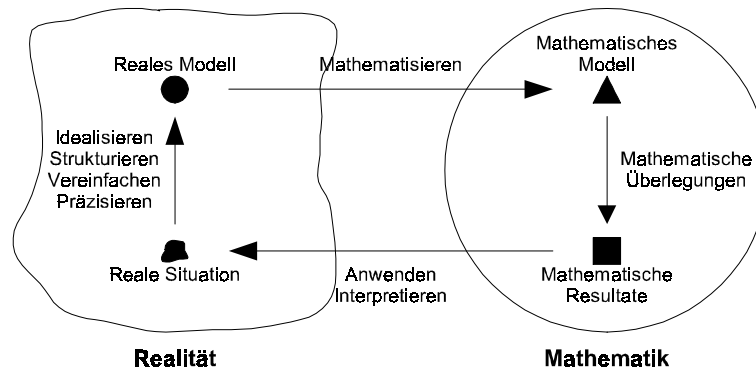 Reales Modell
Mathematisieren
Mathematisches
Modell
Idealisieren
Strukturieren
Vereinfachen
Präzisieren
Mathematische
Überlegungen
Reale Situation
Anwenden
Interpretieren
Mathematische
Resultate
Realität
Mathematik